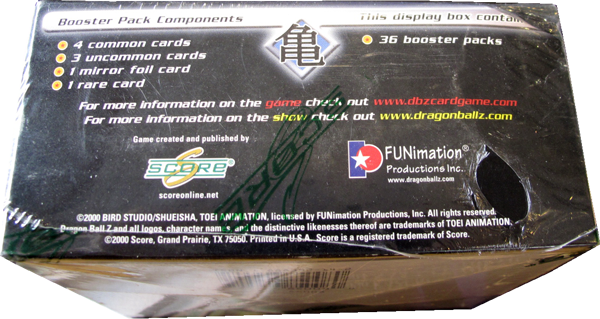 Booster Pack Components
This display box contain
亀
4 common cards
3 uncommon cards
1 mirror foil card
1 rare card
36 booster packs
For more information on the game check out www.dbzcardgame.com
For more information on the show check out www.dragonballz.com
Game created and published by
SCORE®
scoreonline.net
FUNimation®
Productions Inc.
www.dragonballz.com
©2000 BIRD STUDIO/SHUEISHA, TOEI ANIMATION, licensed by FUNimation Productions, Inc. All rights reserved.
Dragon Ball Z and all logos, character names, and the distinctive likenesses thereof are trademarks of TOEI ANIMATION.
©2000 Score, Grand Prairie, TX 75050. Printed in U.S.A. Score is a registered trademark of Score.
SCORE